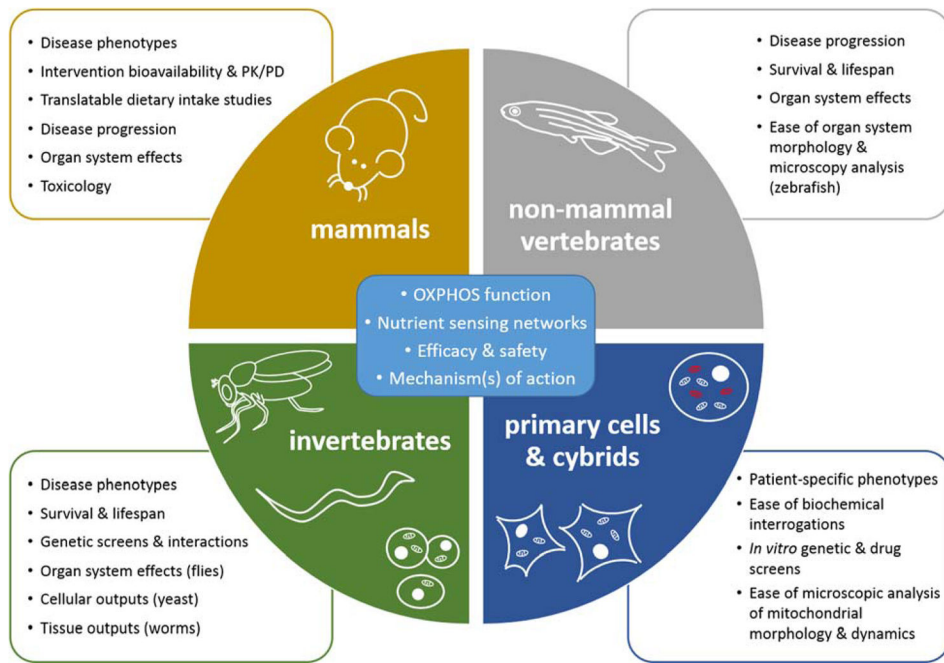 • Disease phenotypes
• Intervention bioavailability & PK/PD
• Translatable dietary intake studies
• Disease progression
• Organ system effects
• Toxicology
mammals
non-mammal
vertebrates
• Disease progression
• Survival & lifespan
• Organ system effects
• Ease of organ system
morphology &
microscopy analysis
(zebrafish)
• OXPHOS function
• Nutrient sensing networks
• Efficacy & safety
• Mechanism(s) of action
invertebrates
primary cells
& cybrids
• Disease phenotypes
• Survival & lifespan
• Genetic screens & interactions
• Organ system effects (flies)
• Cellular outputs (yeast)
• Tissue outputs (worms)
• Patient-specific phenotypes
• Ease of biochemical
interrogations
• In vitro genetic & drug
screens
• Ease of microscopic analysis
of mitochondrial
morphology & dynamics